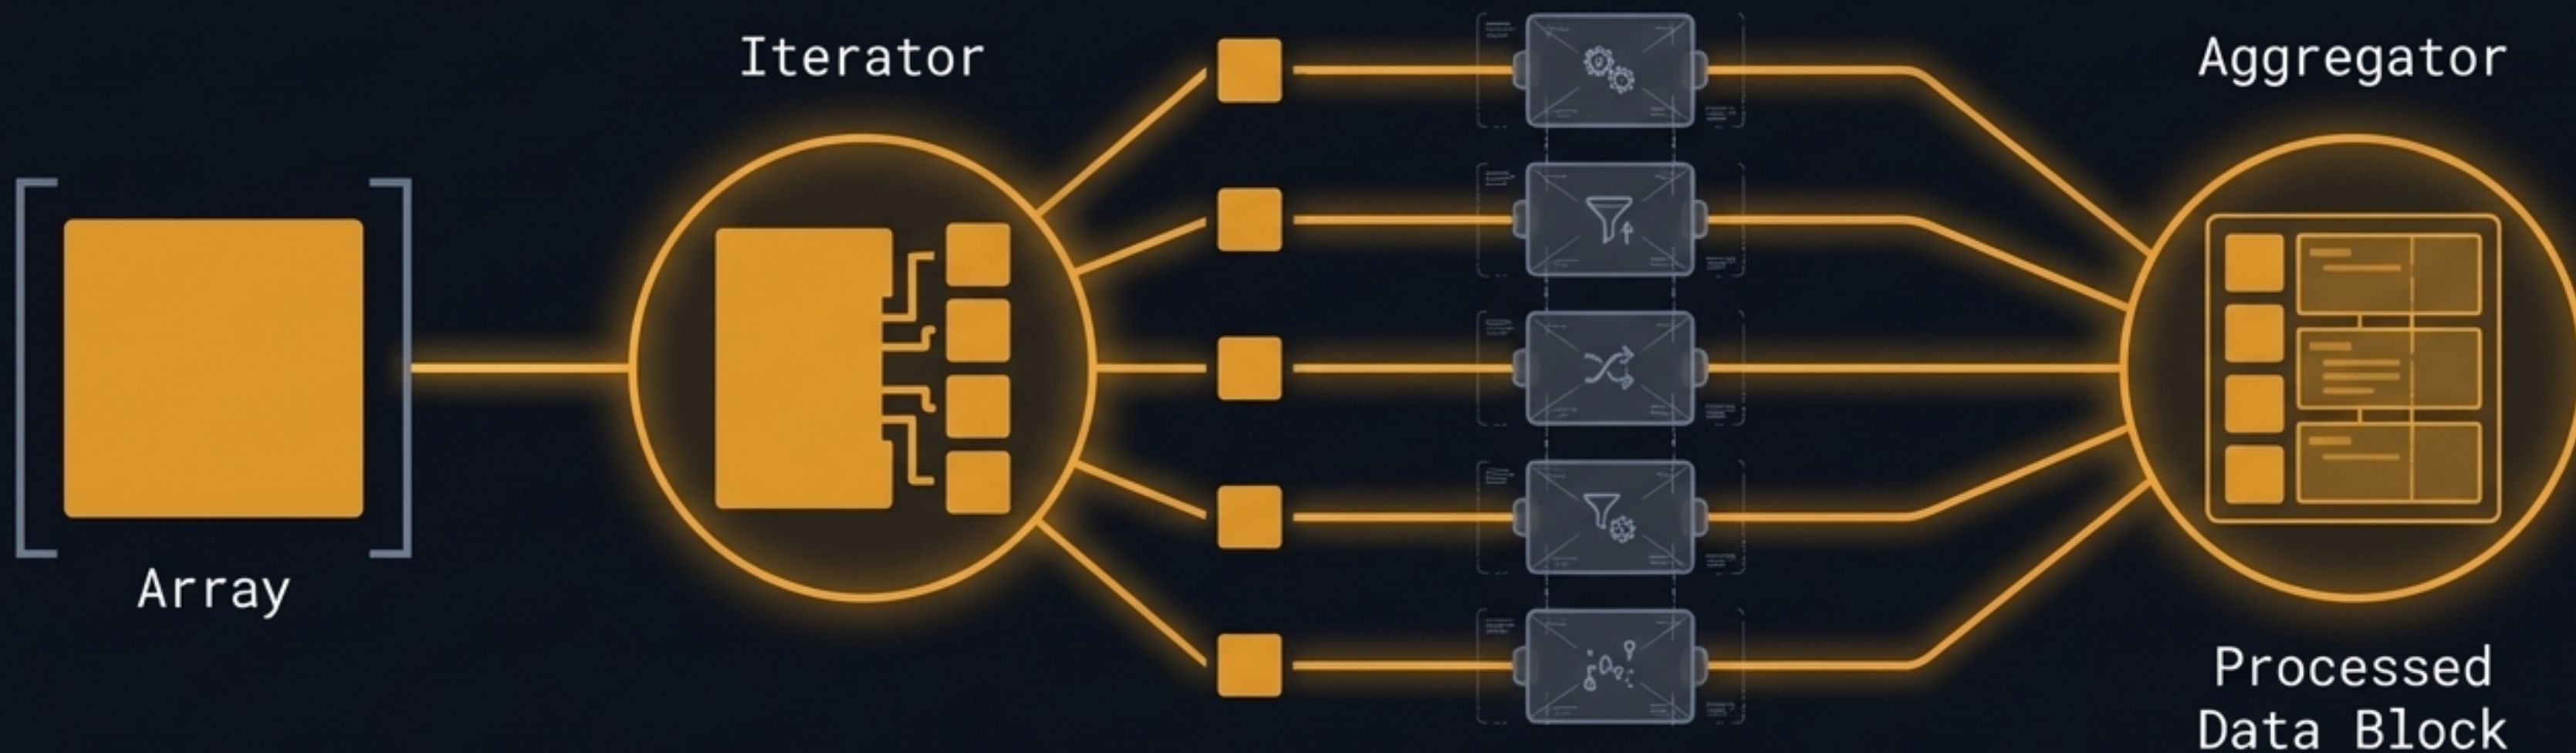 Iterator
Aggregator
Array
Processed
Data Block